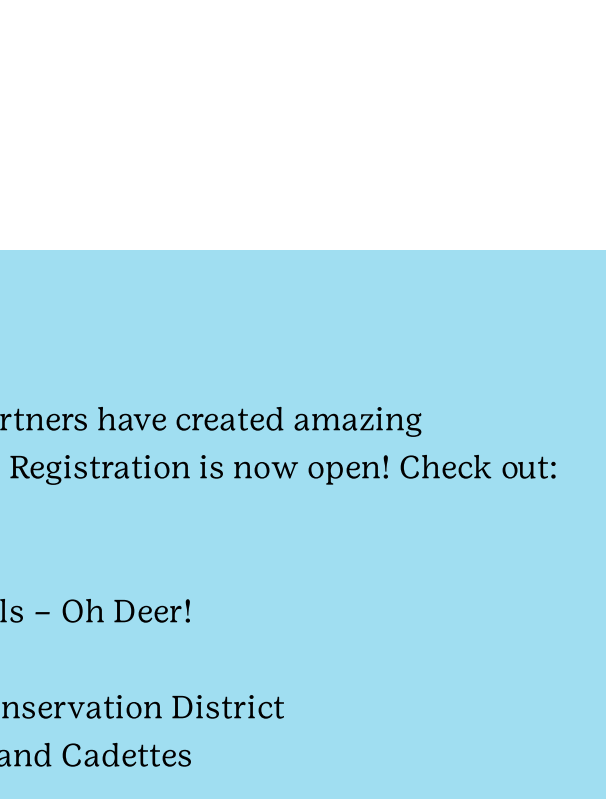 rtners have created amazing
Registration is now open! Check out:
ls – Oh Deer!
nservation District
and Cadettes